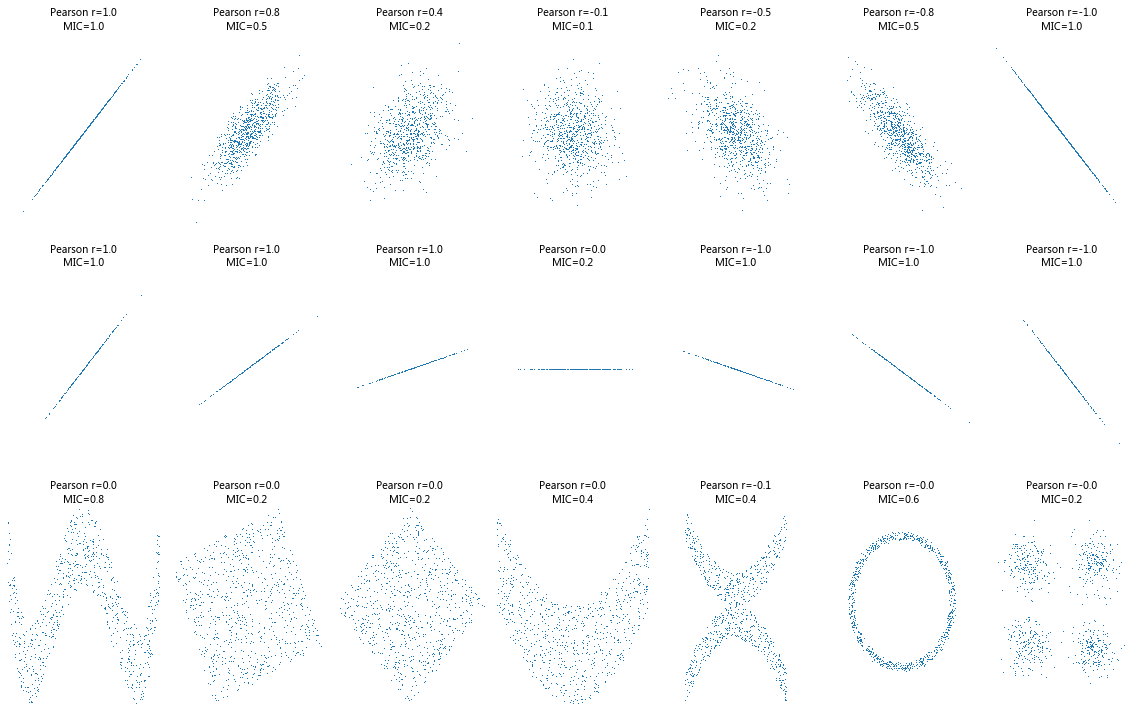 Pearson r=1.0
MIC=1.0
Pearson r=0.8
MIC=0.5
Pearson r=0.4
MIC=0.2
Pearson r=-0.1
MIC=0.1
Pearson r=-0.5
MIC=0.2
Pearson r=-0.8
MIC=0.5
Pearson r=-1.0
MIC=1.0
Pearson r=1.0
MIC=1.0
Pearson r=1.0
MIC=1.0
Pearson r=1.0
MIC=1.0
Pearson r=0.0
MIC=0.2
Pearson r=-1.0
MIC=1.0
Pearson r=-1.0
MIC=1.0
Pearson r=-1.0
MIC=1.0
Pearson r=0.0
MIC=0.8
Pearson r=0.0
MIC=0.2
Pearson r=0.0
MIC=0.2
Pearson r=0.0
MIC=0.4
Pearson r=-0.1
MIC=0.4
Pearson r=-0.0
MIC=0.6
Pearson r=-0.0
MIC=0.2